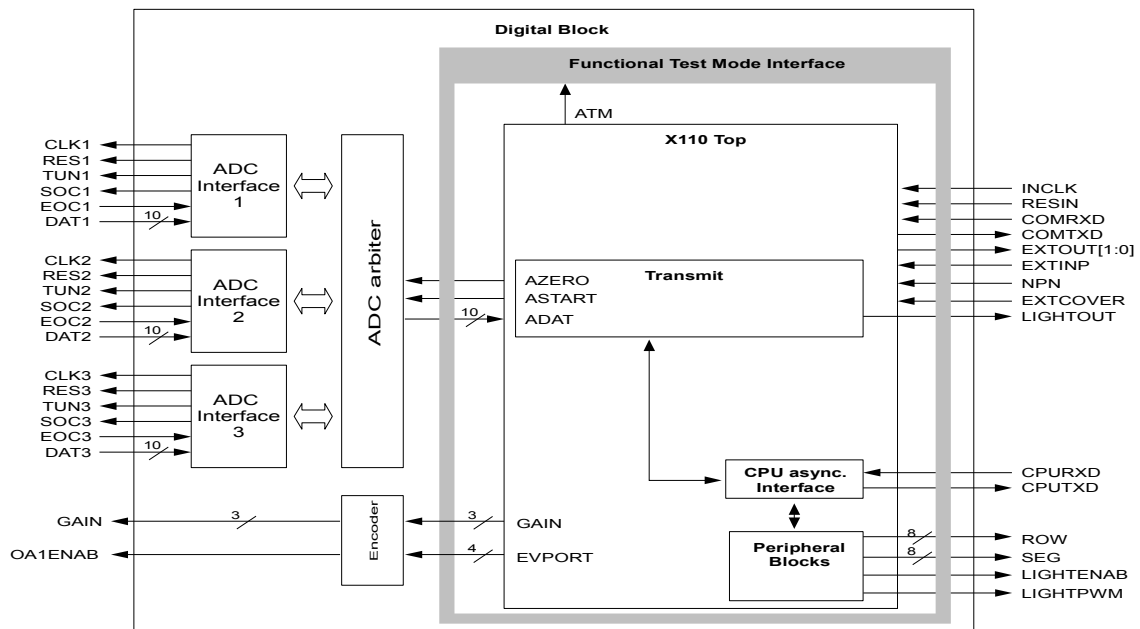 Digital Block
Functional Test Mode Interface
ATM
X110 Top
CLK1
RES1
TUN1
SOC1
EOC1
DAT1
10
ADC
Interface
1
CLK2
RES2
TUN2
SOC2
EOC2
DAT2
10
ADC
Interface
2
CLK3
RES3
TUN3
SOC3
EOC3
DAT3
10
ADC
Interface
3
ADC arbiter
AZERO
ASTART
ADAT
10
Transmit
INCLK
RESIN
COMRXD
COMTXD
EXTOUT[1:0]
EXTINP
NPN
EXTCOVER
LIGHTOUT
CPU async.
Interface
CPURXD
CPUTXD
GAIN
3
OA1ENAB
Encoder
3
GAIN
4
EVPORT
Peripheral
Blocks
8
ROW
8
SEG
LIGHTENAB
LIGHTPWM